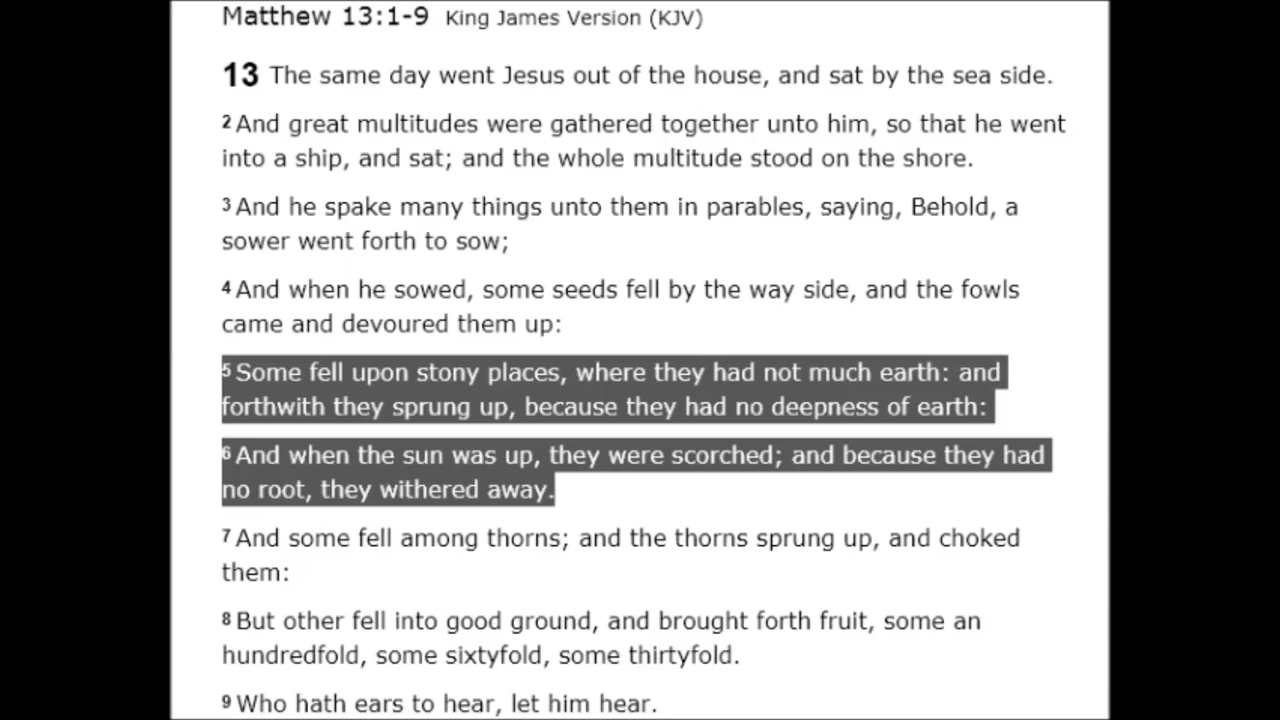 Matthew 13:1-9 King James Version (KJV)
13 The same day went Jesus out of the house, and sat by the sea side.
2 And great multitudes were gathered together unto him, so that he went
into a ship, and sat; and the whole multitude stood on the shore.
3 And he spake many things unto them in parables, saying, Behold, a
sower went forth to sow;
4 And when he sowed, some seeds fell by the way side, and the fowls
came and devoured them up:
5 Some fell upon stony places, where they had not much earth: and
forthwith they sprung up, because they had no deepness of earth:
6 And when the sun was up, they were scorched; and because they had
no root, they withered away.
7 And some fell among thorns; and the thorns sprung up, and choked
them:
8 But other fell into good ground, and brought forth fruit, some an
hundredfold, some sixtyfold, some thirtyfold.
9 Who hath ears to hear, let him hear.